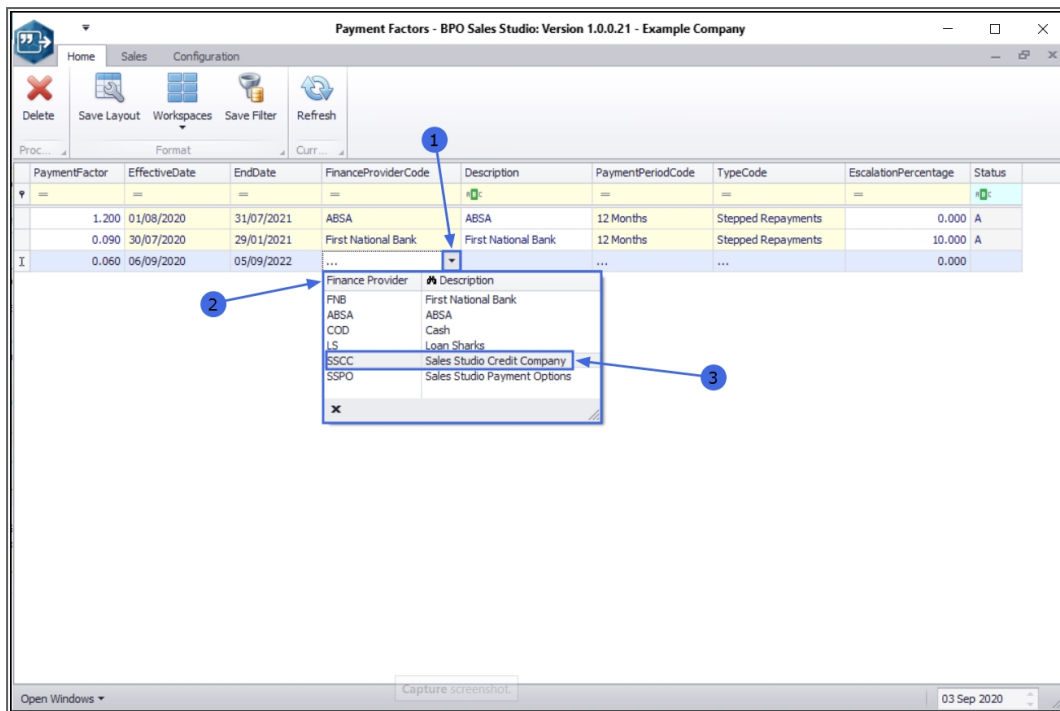 Payment Factors - BPO Sales Studio: Version 1.0.0.21 - Example Company
Home Sales Configuration
Delete Save Layout Workspaces Save Filter Refresh
Proc... Format Curr...
1
PaymentFactor EffectiveDate EndDate FinanceProviderCode Description PaymentPeriodCode TypeCode EscalationPercentage Status
= = = = = = =
1.200 01/08/2020 31/07/2021 ABSA ABSA 12 Months Stepped Repayments 0.000 A
0.090 30/07/2020 29/01/2021 First National Bank First National Bank 12 Months Stepped Repayments 10.000 A
0.060 06/09/2020 05/09/2022 ... ... ... 0.000
Finance Provider Description
2
FNB First National Bank
ABSA ABSA
COD Cash
LS Loan Sharks
SSCC Sales Studio Credit Company
3
SSPO Sales Studio Payment Options
Capture screenshot.
Open Windows 03 Sep 2020